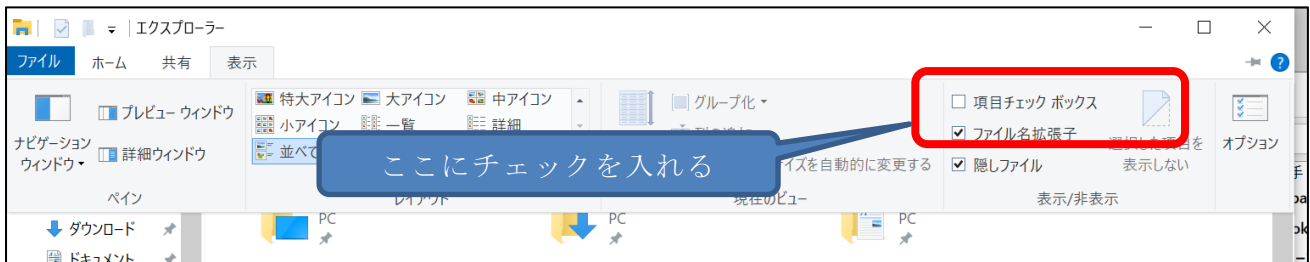 エクスプローラー
ファイル ホーム 共有 表示
特大アイコン 大アイコン 中アイコン
グループ化
項目チェック ボックス
プレビュー ウィンドウ
小アイコン 一覧 詳細
ファイル名拡張子
ナビゲーション
ウィンドウ
詳細ウィンドウ
並べて
ここにチェックを入れる
イズを自動的に変更する
隠しファイル
選択した項目を
表示しない
オプション
ペイン
レイアウト
現在のビュー
表示/非表示
ダウンロード
PC
PC
PC
ドキュメント